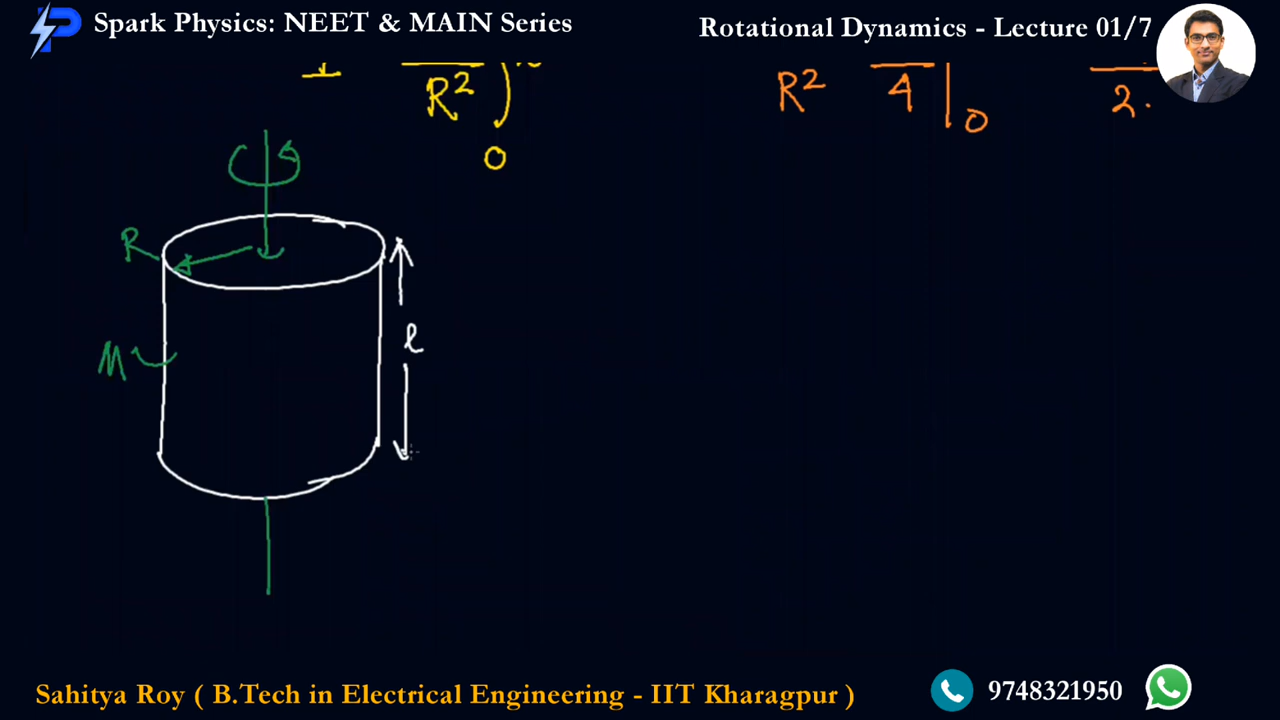 Spark Physics: NEET & MAIN Series
Rotational Dynamics - Lecture 01/7
R² 0
R² 4 0
2
R
M
l
Sahitya Roy ( B.Tech in Electrical Engineering - IIT Kharagpur )
9748321950